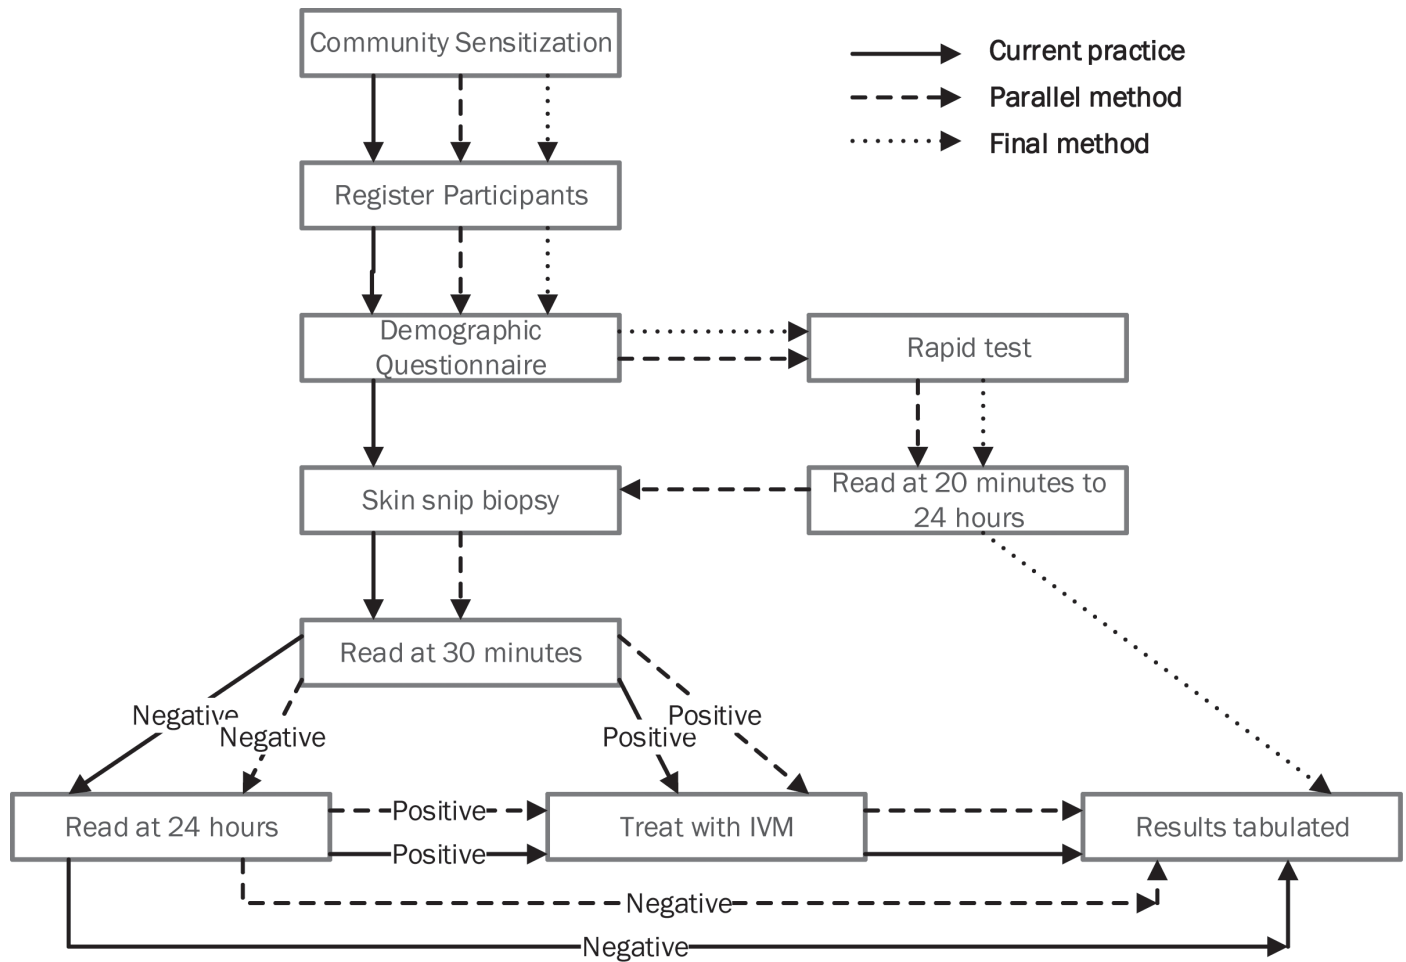 Community Sensitization
Current practice
Parallel method
Final method
Register Participants
Demographic
Questionnaire
Rapid test
Skin snip biopsy
Read at 20 minutes to
24 hours
Read at 30 minutes
Negative
Positive
Negative
Positive
Read at 24 hours
Positive
Positive
Treat with IVM
Results tabulated
Negative
Negative